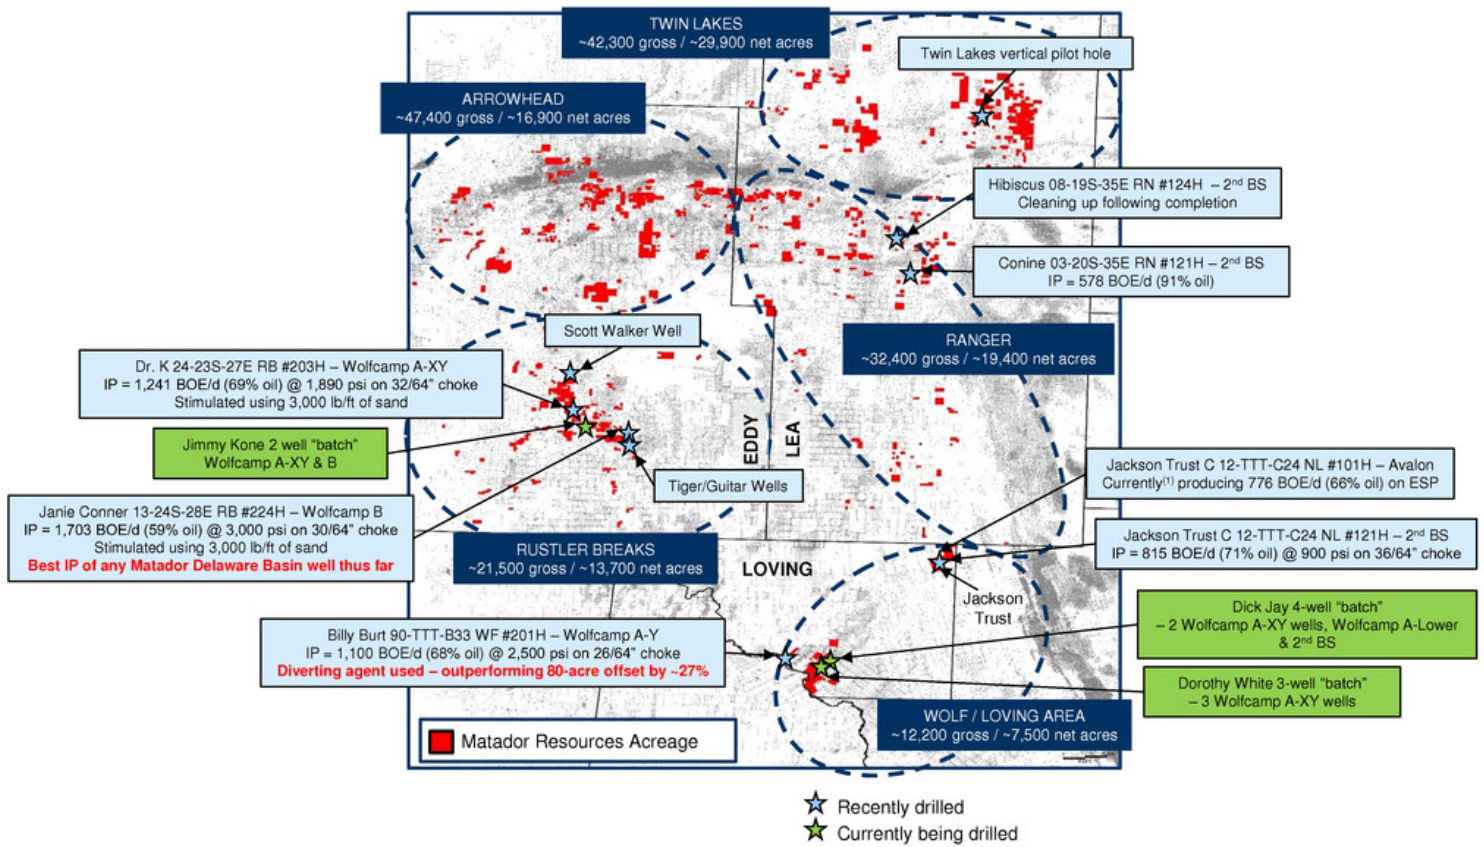 TWIN LAKES
~42,300 gross / ~29,900 net acres
Twin Lakes vertical pilot hole
ARROWHEAD
~47,400 gross / ~16,900 net acres
Hibiscus 08-19S-35E RN #124H – 2nd BS
Cleaning up following completion
Conine 03-20S-35E RN #121H – 2nd BS
IP = 578 BOE/d (91% oil)
Scott Walker Well
RANGER
~32,400 gross / ~19,400 net acres
Dr. K 24-23S-27E RB #203H – Wolfcamp A-XY
IP = 1,241 BOE/d (69% oil) @ 1,890 psi on 32/64” choke
Stimulated using 3,000 lb/ft of sand
Jimmy Kone 2 well “batch”
Wolfcamp A-XY & B
EDDY
LEA
Tiger/Guitar Wells
Jackson Trust C 12-TTT-C24 NL #101H – Avalon
Currently(1) producing 776 BOE/d (66% oil) on ESP
Janie Conner 13-24S-28E RB #224H – Wolfcamp B
IP = 1,703 BOE/d (59% oil) @ 3,000 psi on 30/64” choke
Stimulated using 3,000 lb/ft of sand
Best IP of any Matador Delaware Basin well thus far
Jackson Trust C 12-TTT-C24 NL #121H – 2nd BS
IP = 815 BOE/d (71% oil) @ 900 psi on 36/64” choke
RUSTLER BREAKS
~21,500 gross / ~13,700 net acres
LOVING
Jackson
Trust
Dick Jay 4-well “batch”
– 2 Wolfcamp A-XY wells, Wolfcamp A-Lower
& 2nd BS
Billy Burt 90-TTT-B33 WF #201H – Wolfcamp A-Y
IP = 1,100 BOE/d (68% oil) @ 2,500 psi on 26/64” choke
Diverting agent used – outperforming 80-acre offset by ~27%
Dorothy White 3-well “batch”
– 3 Wolfcamp A-XY wells
WOLF / LOVING AREA
~12,200 gross / ~7,500 net acres
Matador Resources Acreage
Recently drilled
Currently being drilled